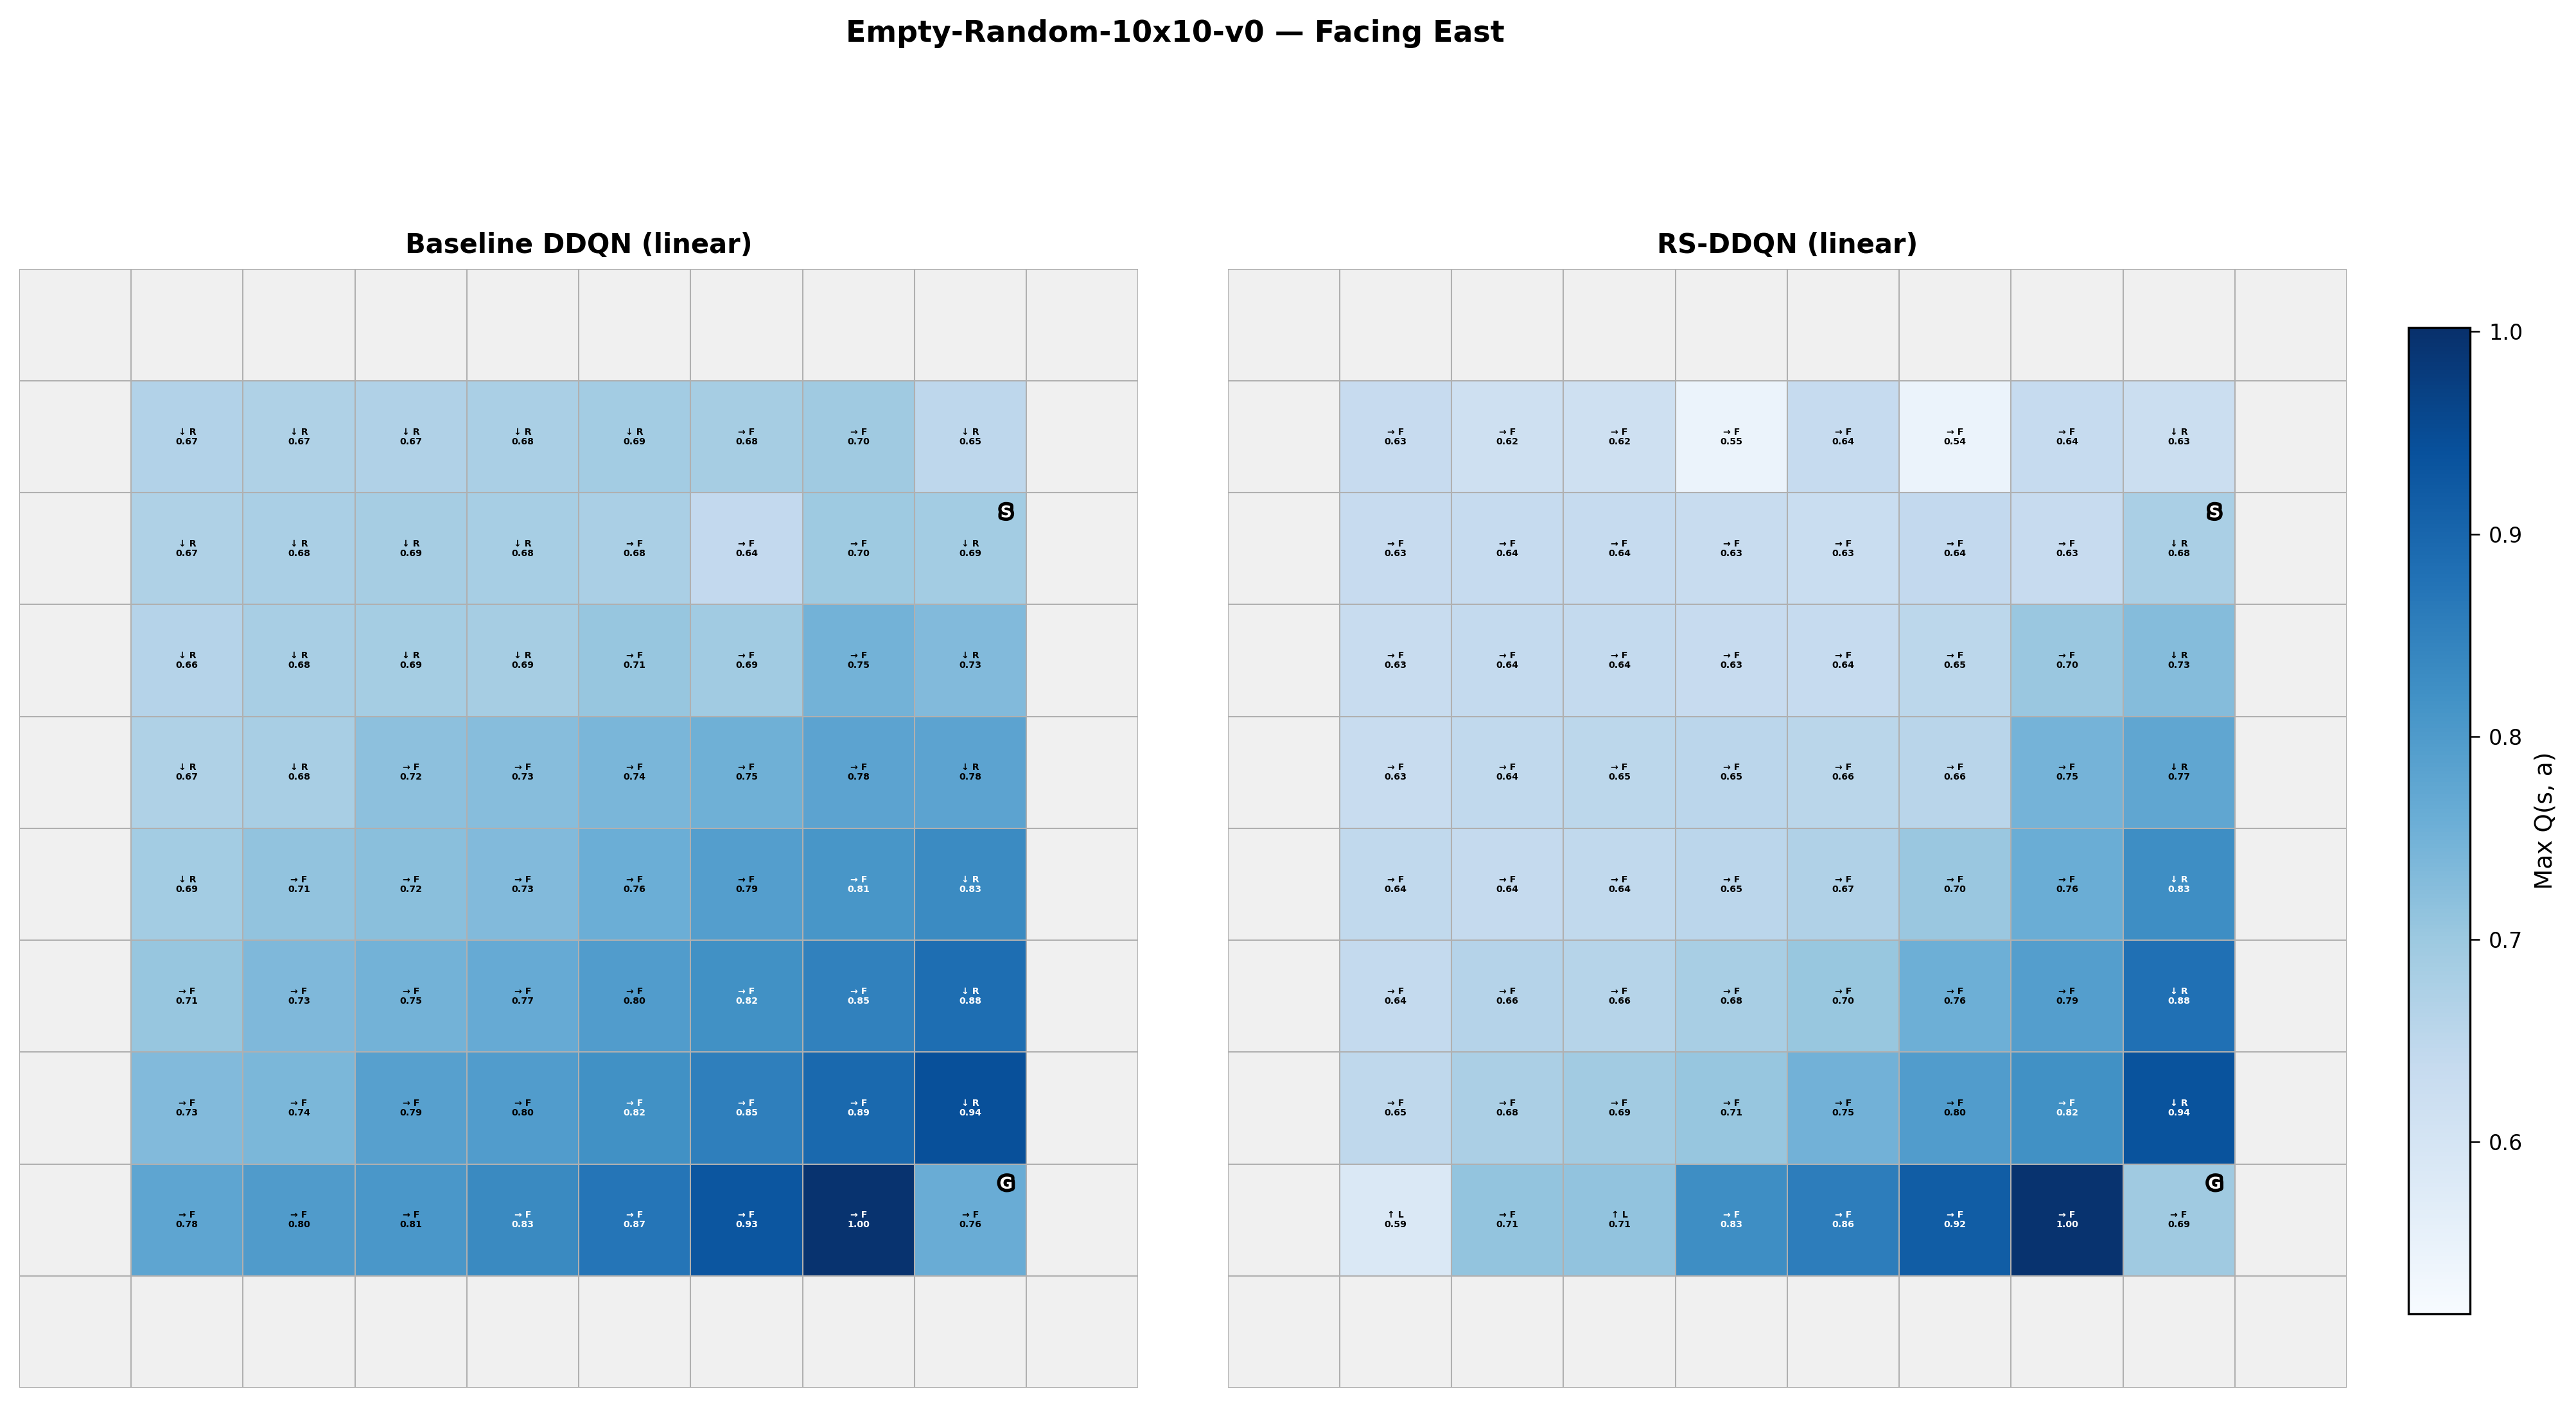 Empty-Random-10x10-v0 — Facing East
Baseline DDQN (linear)
↓ R ↓ R ↓ R ↓ R ↓ R → F → F ↓ R
0.67 0.67 0.67 0.68 0.69 0.68 0.70 0.65
S
↓ R ↓ R ↓ R ↓ R → F → F → F ↓ R
0.67 0.68 0.69 0.68 0.68 0.64 0.70 0.69
↓ R ↓ R ↓ R ↓ R → F → F → F ↓ R
0.66 0.68 0.69 0.69 0.71 0.69 0.75 0.73
↓ R ↓ R → F → F → F → F → F ↓ R
0.67 0.68 0.72 0.73 0.74 0.75 0.78 0.78
↓ R → F → F → F → F → F → F ↓ R
0.69 0.71 0.72 0.73 0.76 0.79 0.81 0.83
→ F → F → F → F → F → F → F ↓ R
0.71 0.73 0.75 0.77 0.80 0.82 0.85 0.88
→ F → F → F → F → F → F → F ↓ R
0.73 0.74 0.79 0.80 0.82 0.85 0.89 0.94
G
→ F → F → F → F → F → F → F → F
0.78 0.80 0.81 0.83 0.87 0.93 1.00 0.76
RS-DDQN (linear)
→ F → F → F → F → F → F → F ↓ R
0.63 0.62 0.62 0.55 0.64 0.54 0.64 0.63
S
→ F → F → F → F → F → F → F ↓ R
0.63 0.64 0.64 0.63 0.63 0.64 0.63 0.68
→ F → F → F → F → F → F → F ↓ R
0.63 0.64 0.64 0.63 0.64 0.65 0.70 0.73
→ F → F → F → F → F → F → F ↓ R
0.63 0.64 0.65 0.65 0.66 0.66 0.75 0.77
→ F → F → F → F → F → F → F ↓ R
0.64 0.64 0.64 0.65 0.67 0.70 0.76 0.83
→ F → F → F → F → F → F → F ↓ R
0.64 0.66 0.66 0.68 0.70 0.76 0.79 0.88
→ F → F → F → F → F → F → F ↓ R
0.65 0.68 0.69 0.71 0.75 0.80 0.82 0.94
G
↑ L → F ↑ L → F → F → F → F → F
0.59 0.71 0.71 0.83 0.86 0.92 1.00 0.69
1.0
0.9
0.8
0.7
0.6
Max Q(s, a)